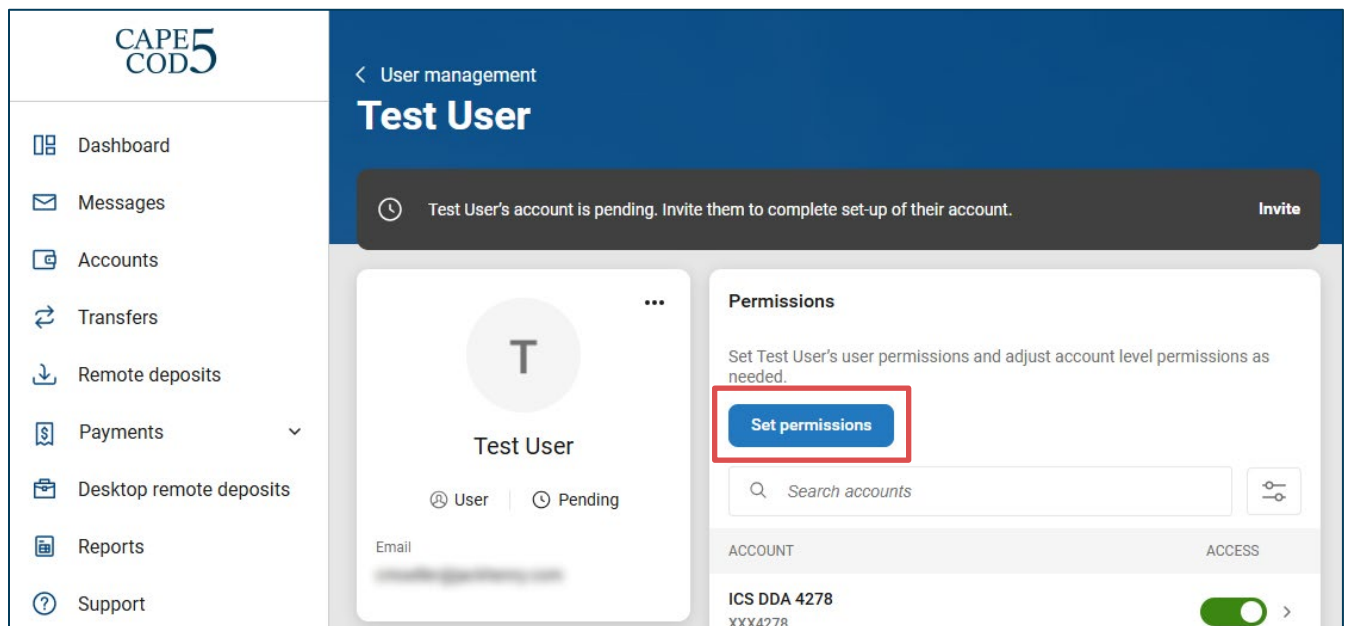 CAPE 5
COD
Dashboard
Messages
Accounts
Transfers
Remote deposits
Payments
Desktop remote deposits
Reports
Support
User management
Test User
Test User's account is pending. Invite them to complete set-up of their account.
Invite
T
Test User
User
Pending
Email
Permissions
Set Test User's user permissions and adjust account level permissions as
needed.
Set permissions
Search accounts
ACCOUNT
ACCESS
ICS DDA 4278
XXX4278